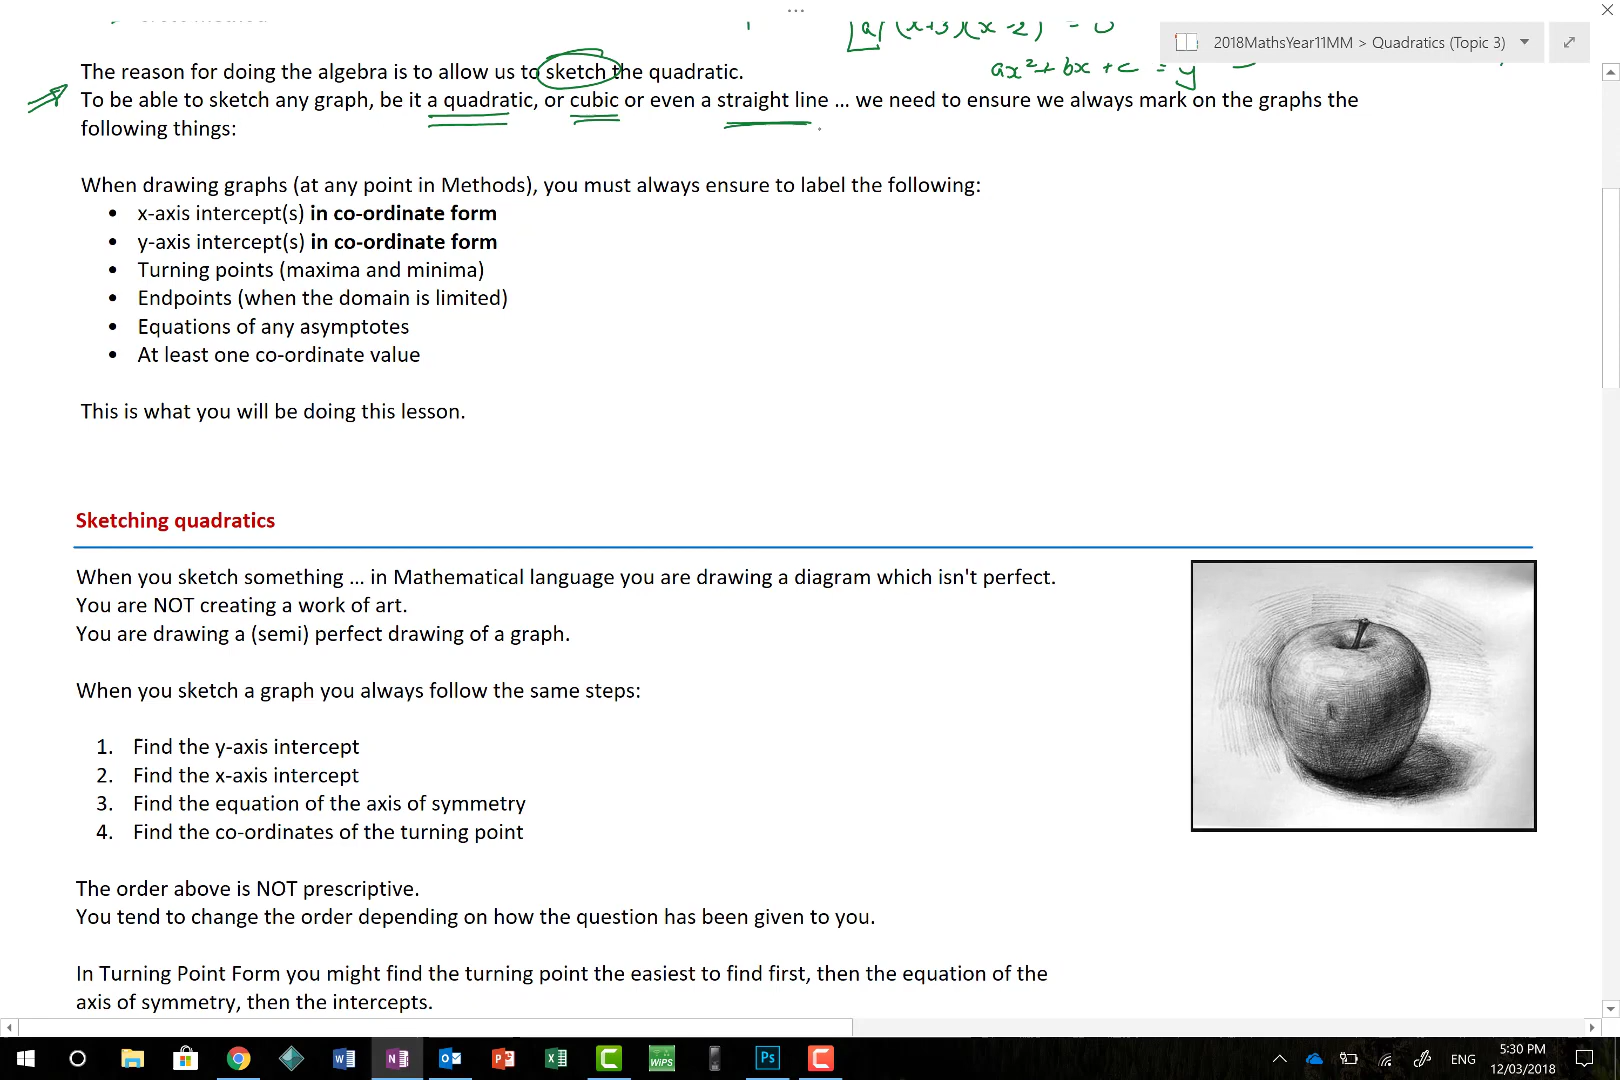 (x+3)(x-2) = 0
2018MathsYear11MM > Quadratics (Topic 3)
The reason for doing the algebra is to allow us to sketch the quadratic.
ax²+ bx + c = y
To be able to sketch any graph, be it a quadratic, or cubic or even a straight line ... we need to ensure we always mark on the graphs the
following things:
When drawing graphs (at any point in Methods), you must always ensure to label the following:
• x-axis intercept(s) in co-ordinate form
• y-axis intercept(s) in co-ordinate form
• Turning points (maxima and minima)
• Endpoints (when the domain is limited)
• Equations of any asymptotes
• At least one co-ordinate value
This is what you will be doing this lesson.
Sketching quadratics
When you sketch something ... in Mathematical language you are drawing a diagram which isn't perfect.
You are NOT creating a work of art.
You are drawing a (semi) perfect drawing of a graph.
When you sketch a graph you always follow the same steps:
1. Find the y-axis intercept
2. Find the x-axis intercept
3. Find the equation of the axis of symmetry
4. Find the co-ordinates of the turning point
The order above is NOT prescriptive.
You tend to change the order depending on how the question has been given to you.
In Turning Point Form you might find the turning point the easiest to find first, then the equation of the
axis of symmetry, then the intercepts.
WiPS
Ps
ENG
5:30 PM
12/03/2018